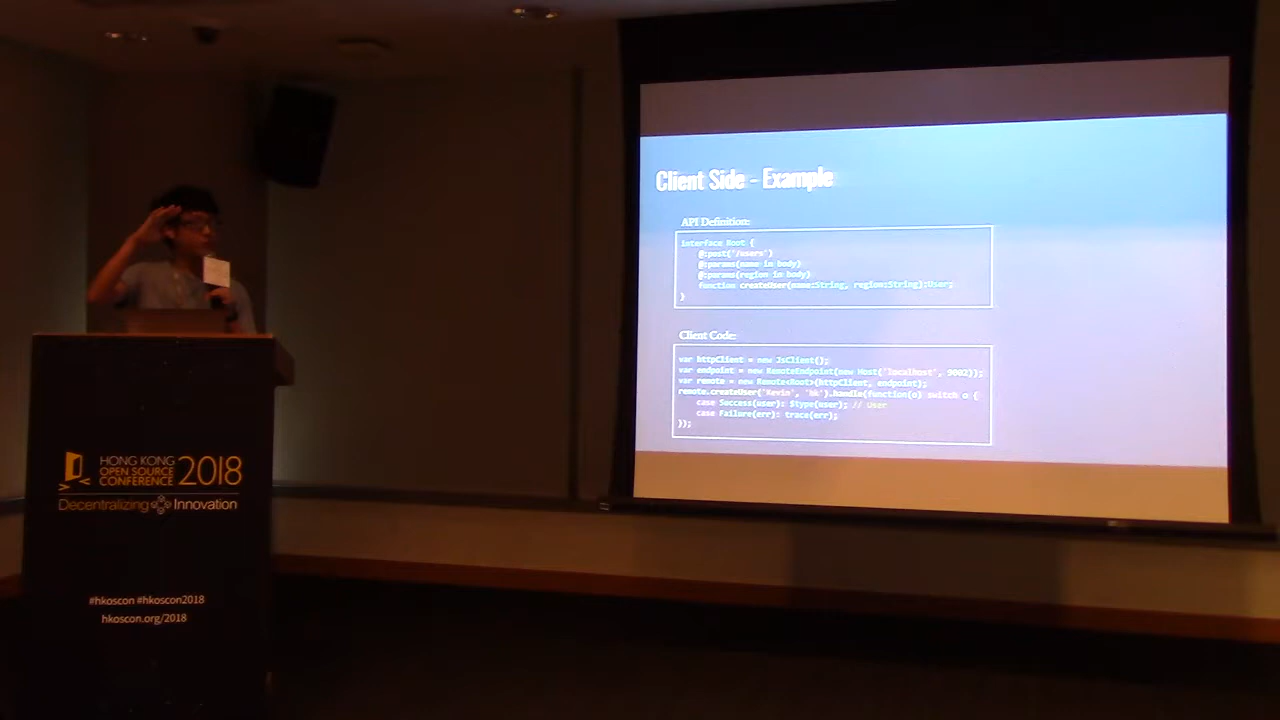 Client Side - Example
API Definition:
interface Root {
@:post('/users')
@:params(name in body)
@:params(region in body)
function createUser(name:String, region:String):User;
}
Client Code:
var httpClient = new JsClient();
var endpoint = new RemoteEndpoint(new Host('localhost', 9002));
var remote = new Remote<Root>(httpClient, endpoint);
remote.createUser('Kevin', 'hk').handle(function(o) switch o {
case Success(user): $type(user); // User
case Failure(err): trace(err);
});
HONG KONG
OPEN SOURCE
CONFERENCE 2018
Decentralizing Innovation
#hkoscon #hkoscon2018
hkoscon.org/2018